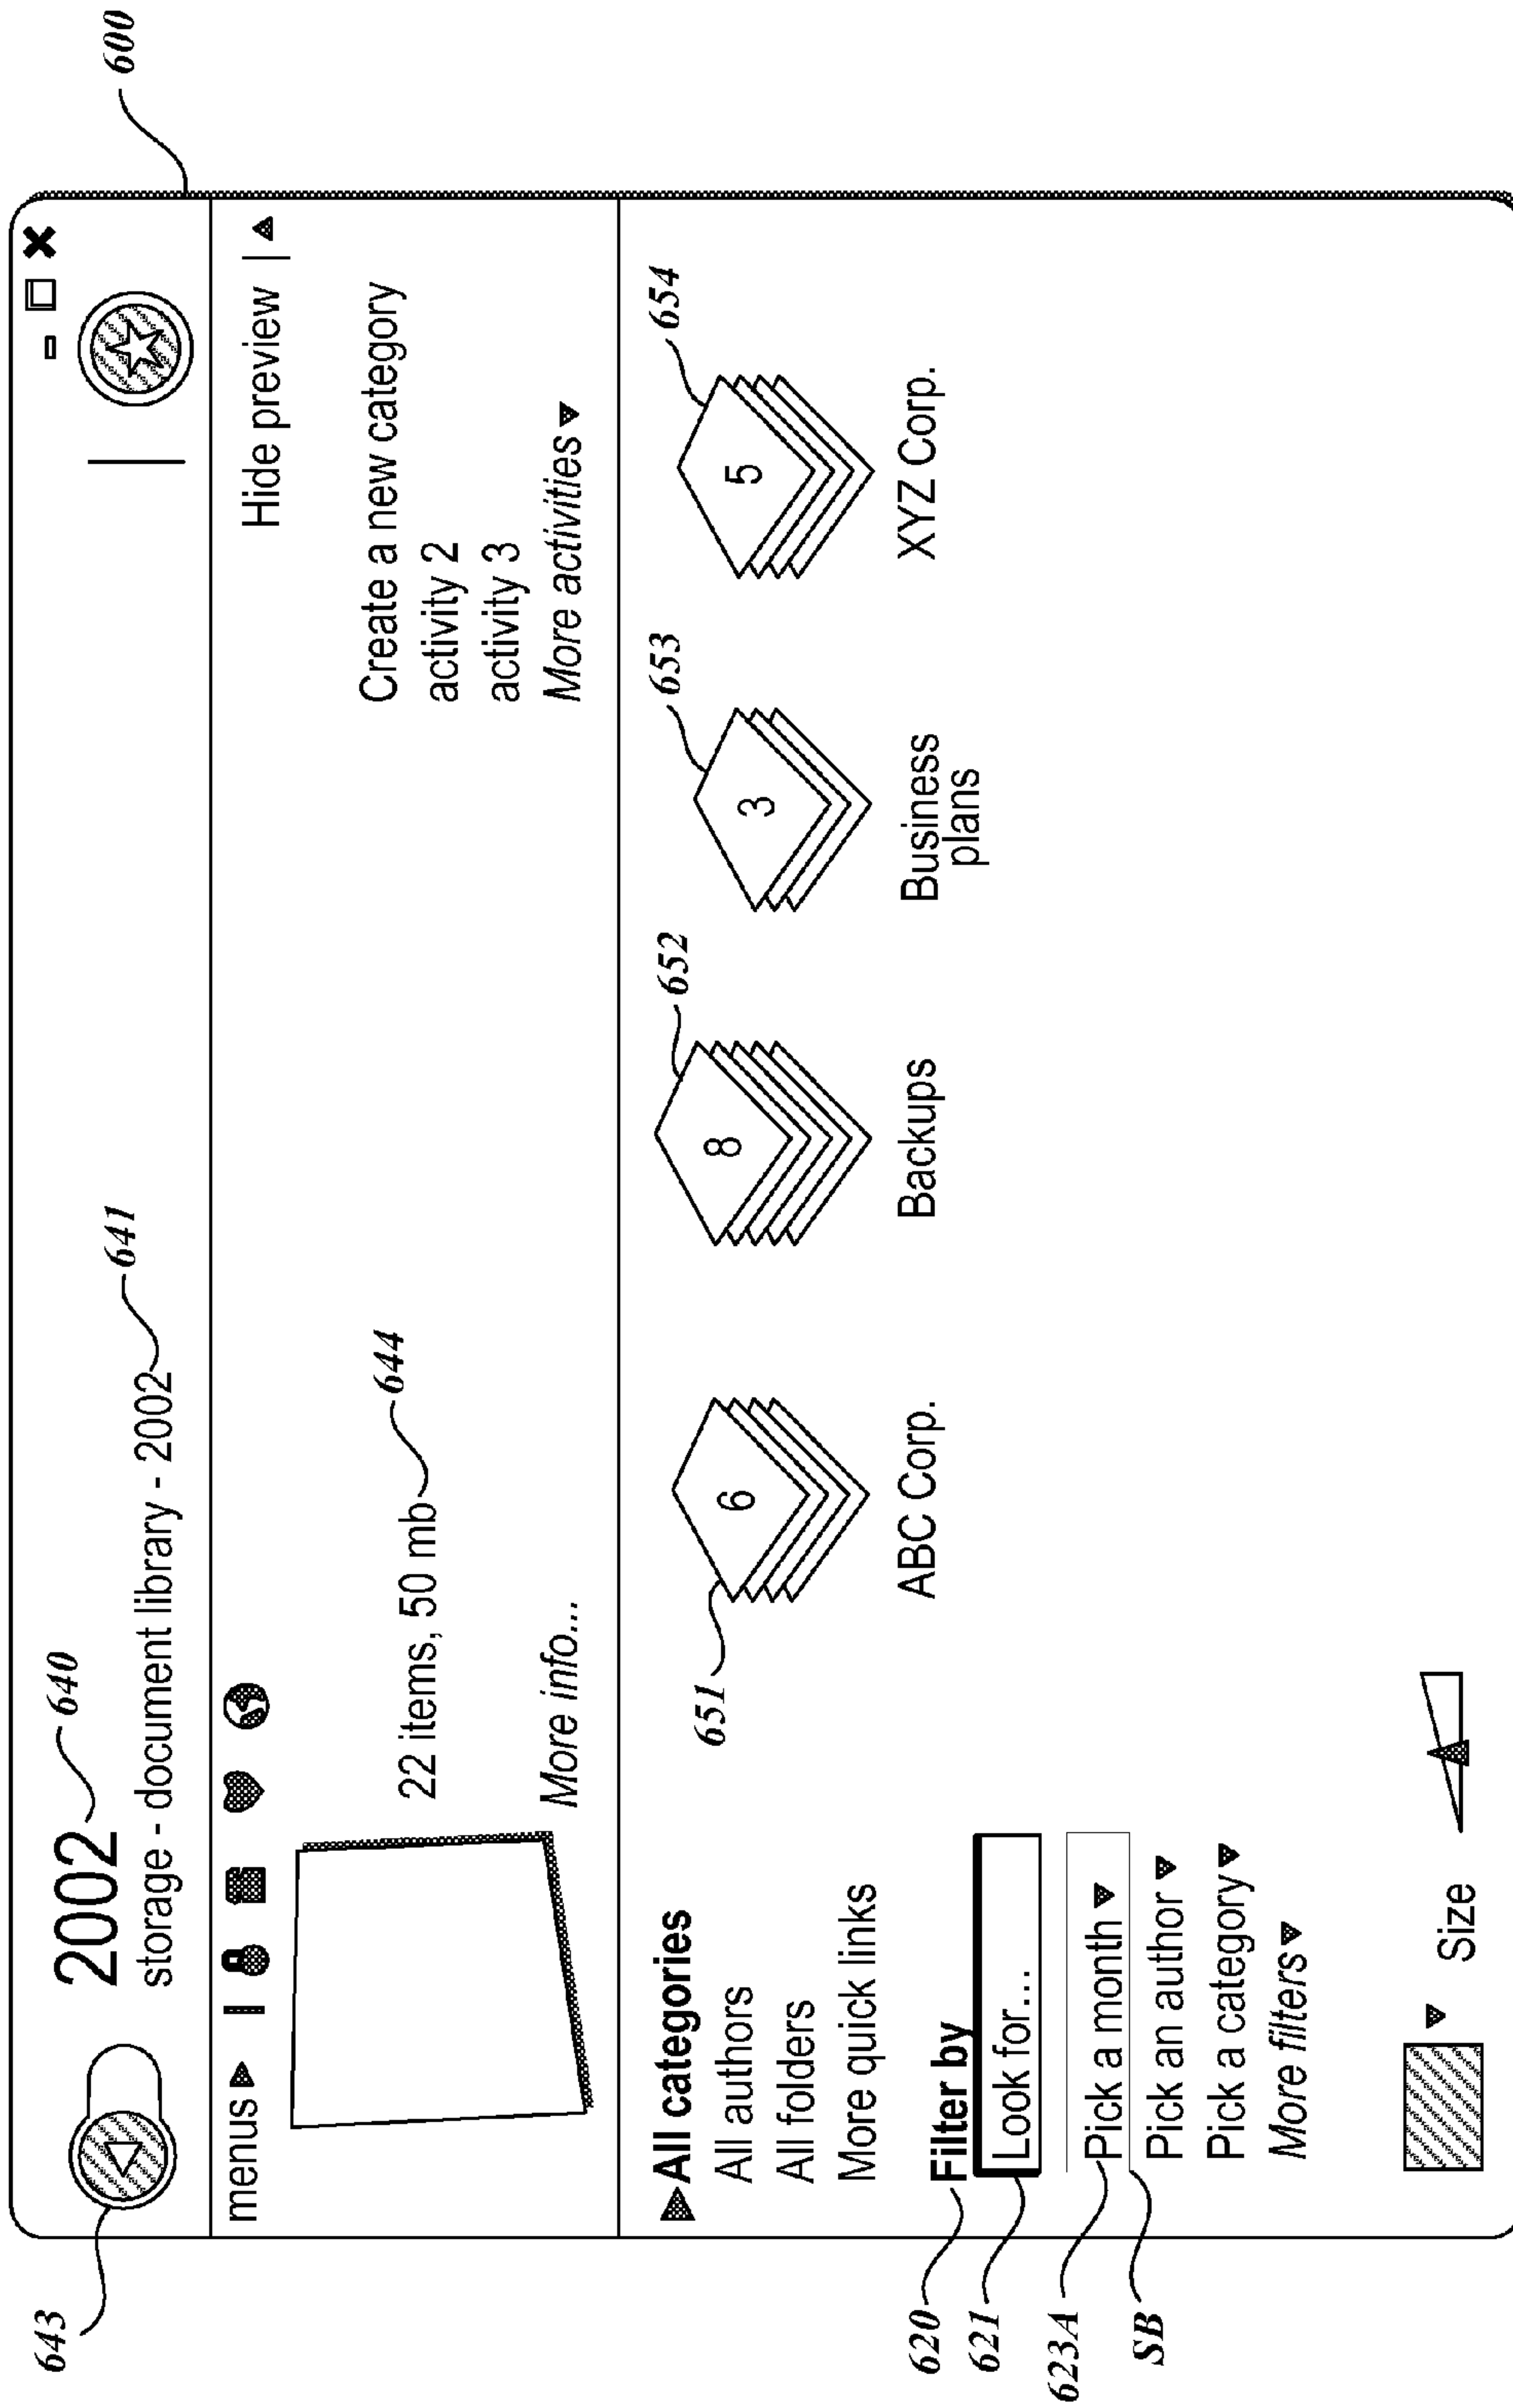 600
643
2002
640
storage - document library - 2002
641
menus
Hide preview
22 items, 50 mb
644
More info...
Create a new category
activity 2
activity 3
More activities
All categories
All authors
All folders
More quick links
620
Filter by
621
Look for...
623A
Pick a month
SB
Pick an author
Pick a category
More filters
Size
651
6
ABC Corp.
652
8
Backups
653
3
Business
plans
654
5
XYZ Corp.